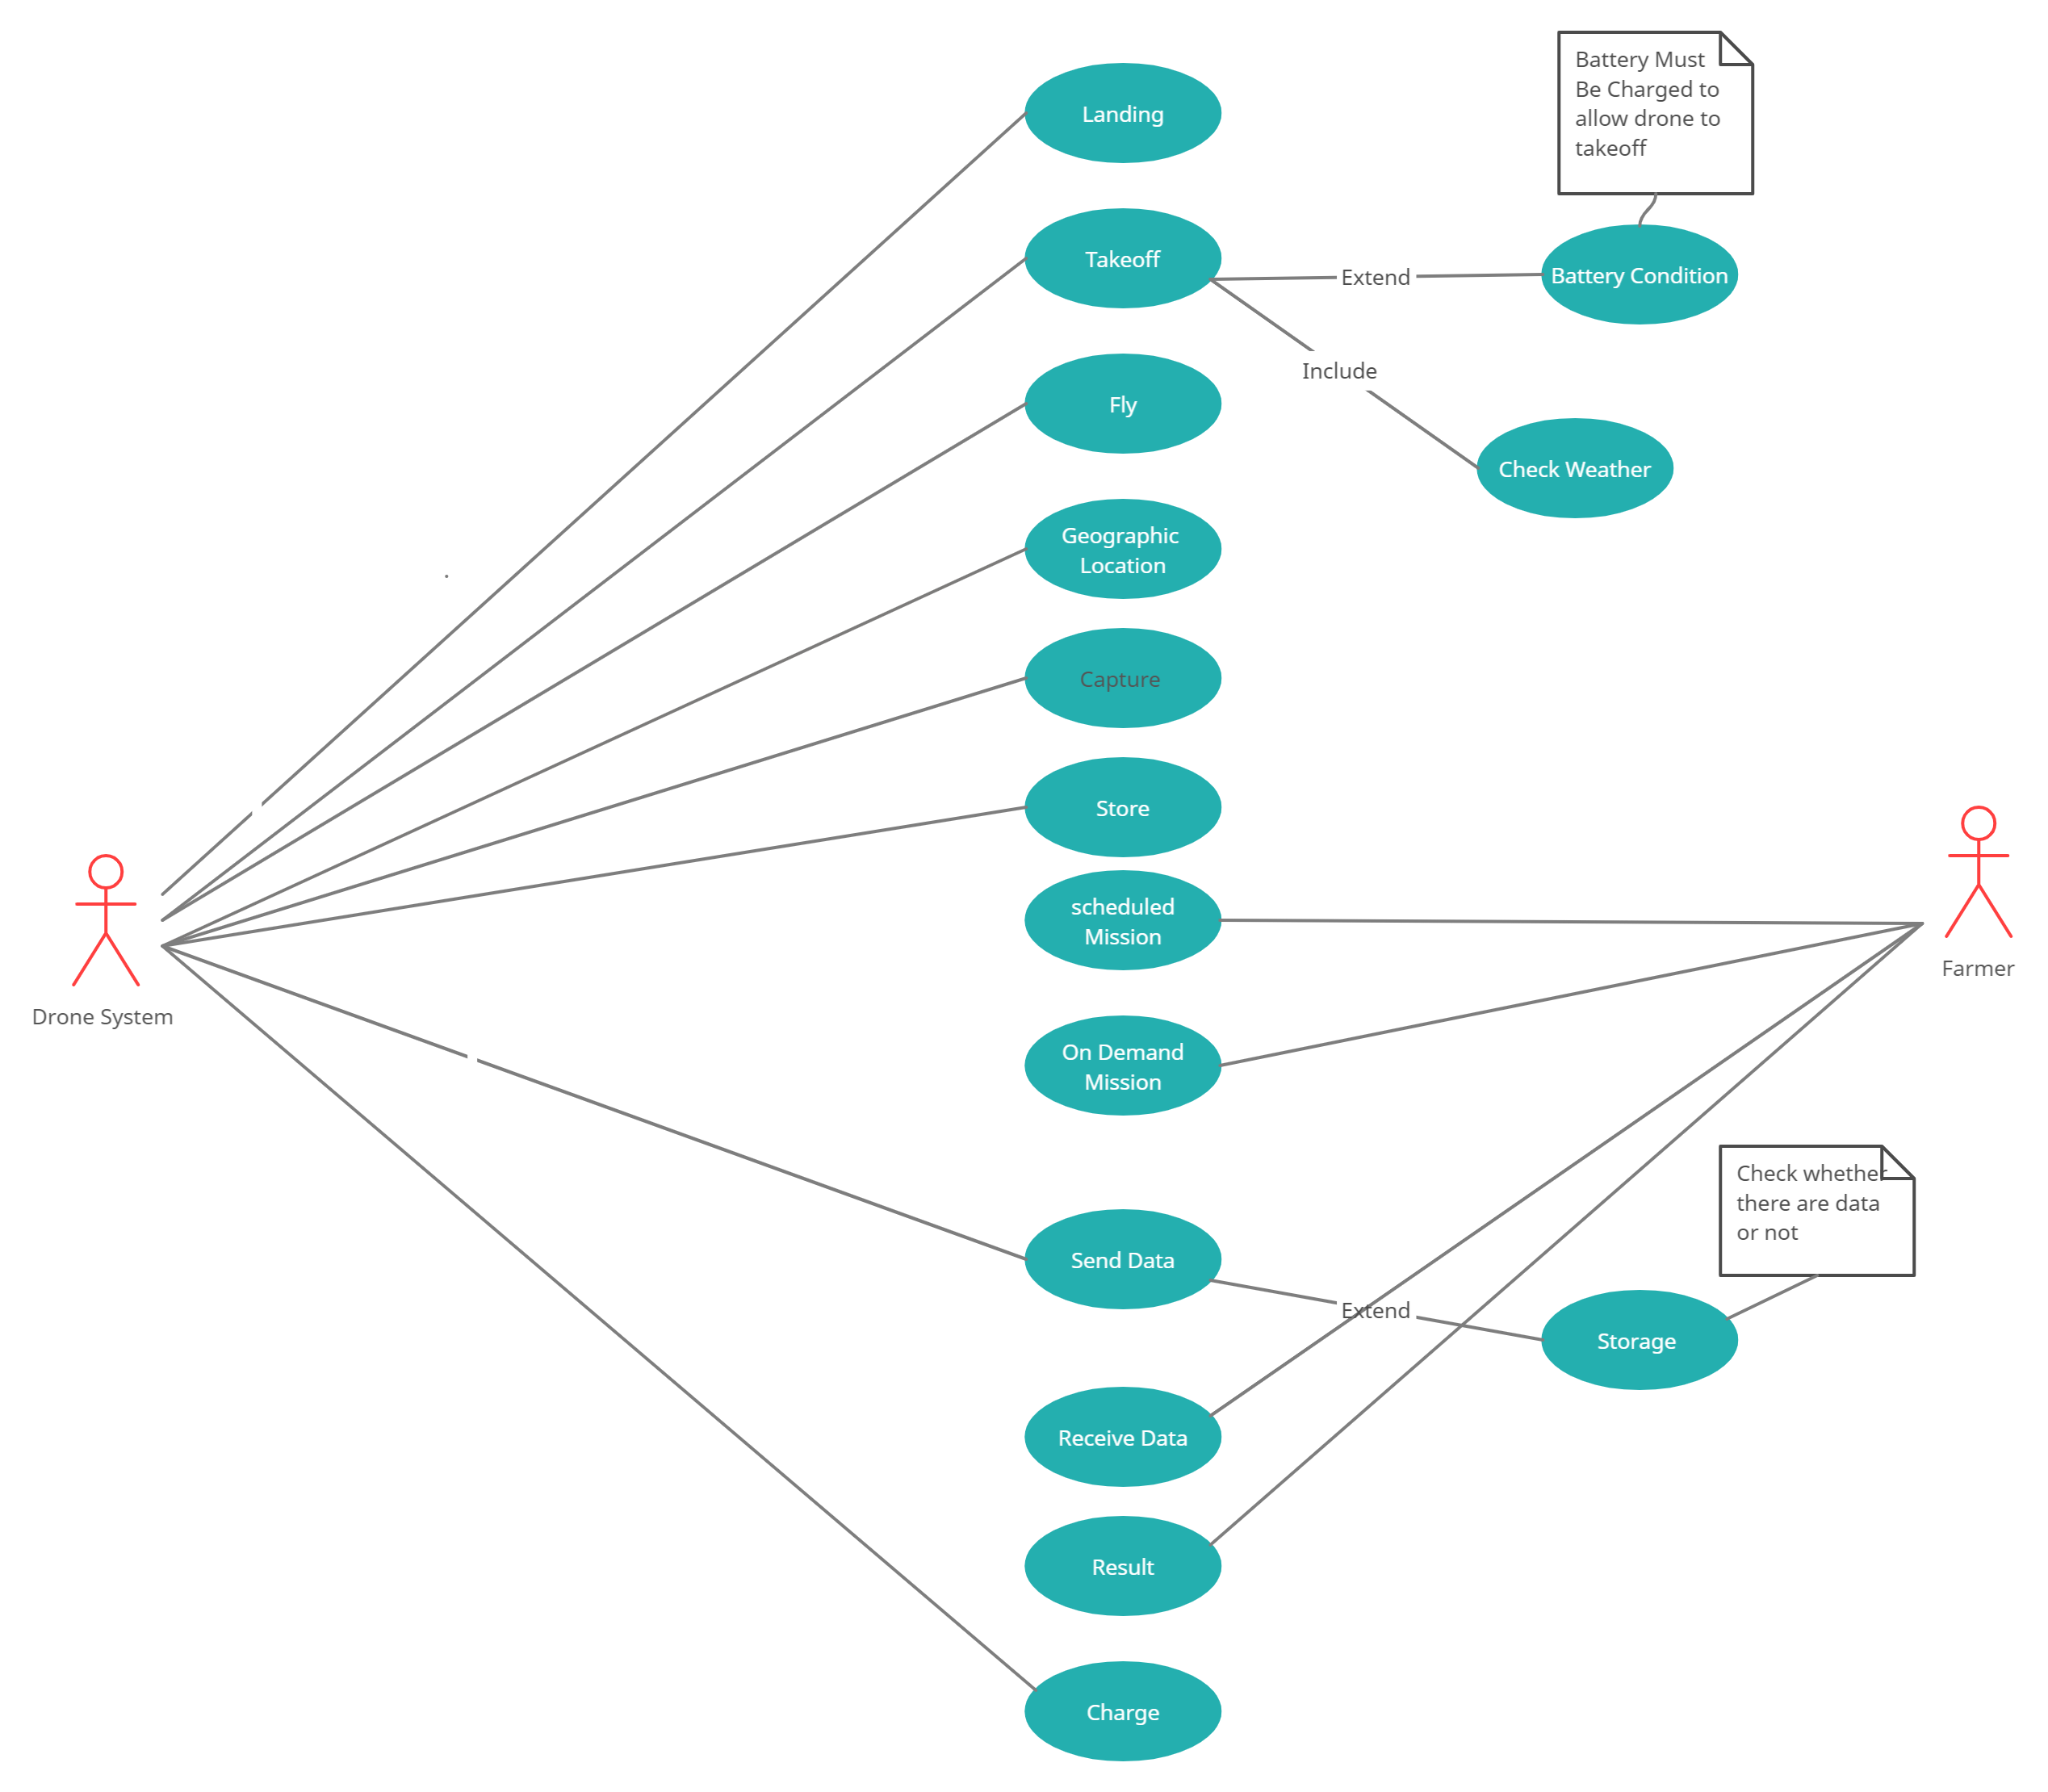 Battery Must
Be Charged to
allow drone to
takeoff
Landing
Takeoff
Extend
Battery Condition
Include
Fly
Check Weather
Geographic
Location
Capture
Store
scheduled
Mission
Farmer
Drone System
On Demand
Mission
Check whether
there are data
or not
Send Data
Extend
Storage
Receive Data
Result
Charge